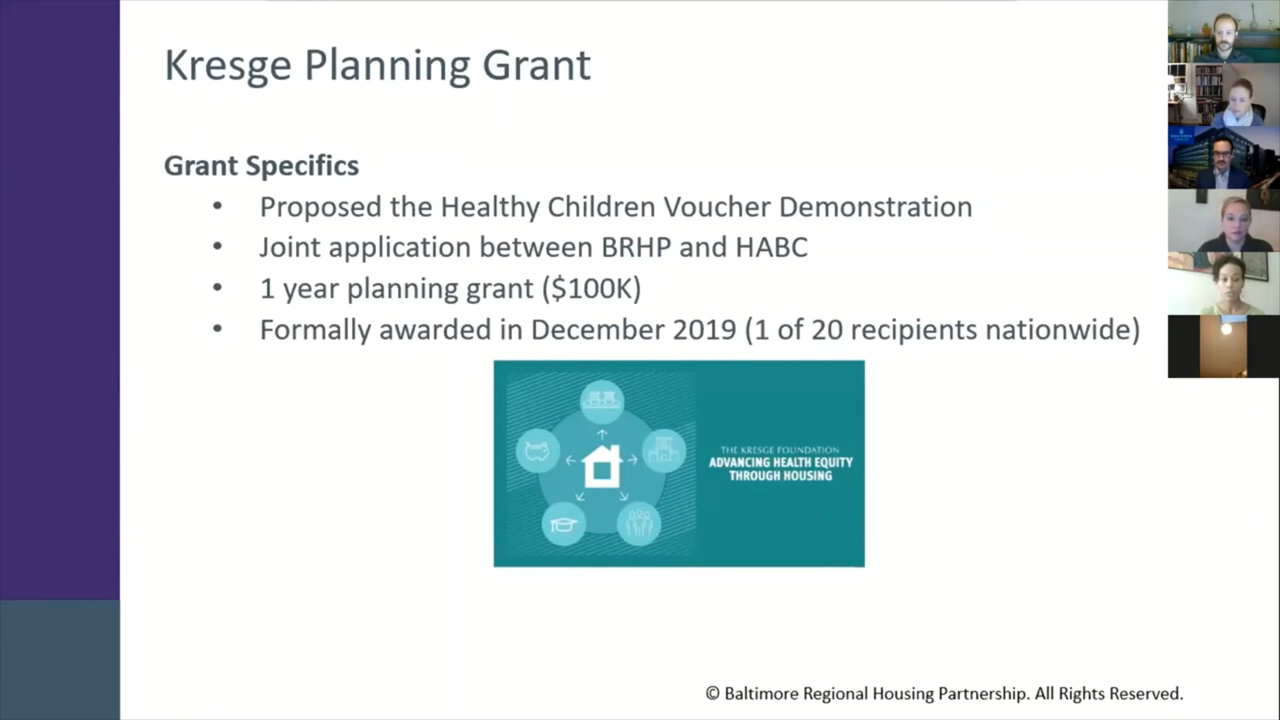 Kresge Planning Grant
Grant Specifics
• Proposed the Healthy Children Voucher Demonstration
• Joint application between BRHP and HABC
• 1 year planning grant ($100K)
• Formally awarded in December 2019 (1 of 20 recipients nationwide)
THE KRESGE FOUNDATION
ADVANCING HEALTH EQUITY
THROUGH HOUSING
© Baltimore Regional Housing Partnership. All Rights Reserved.